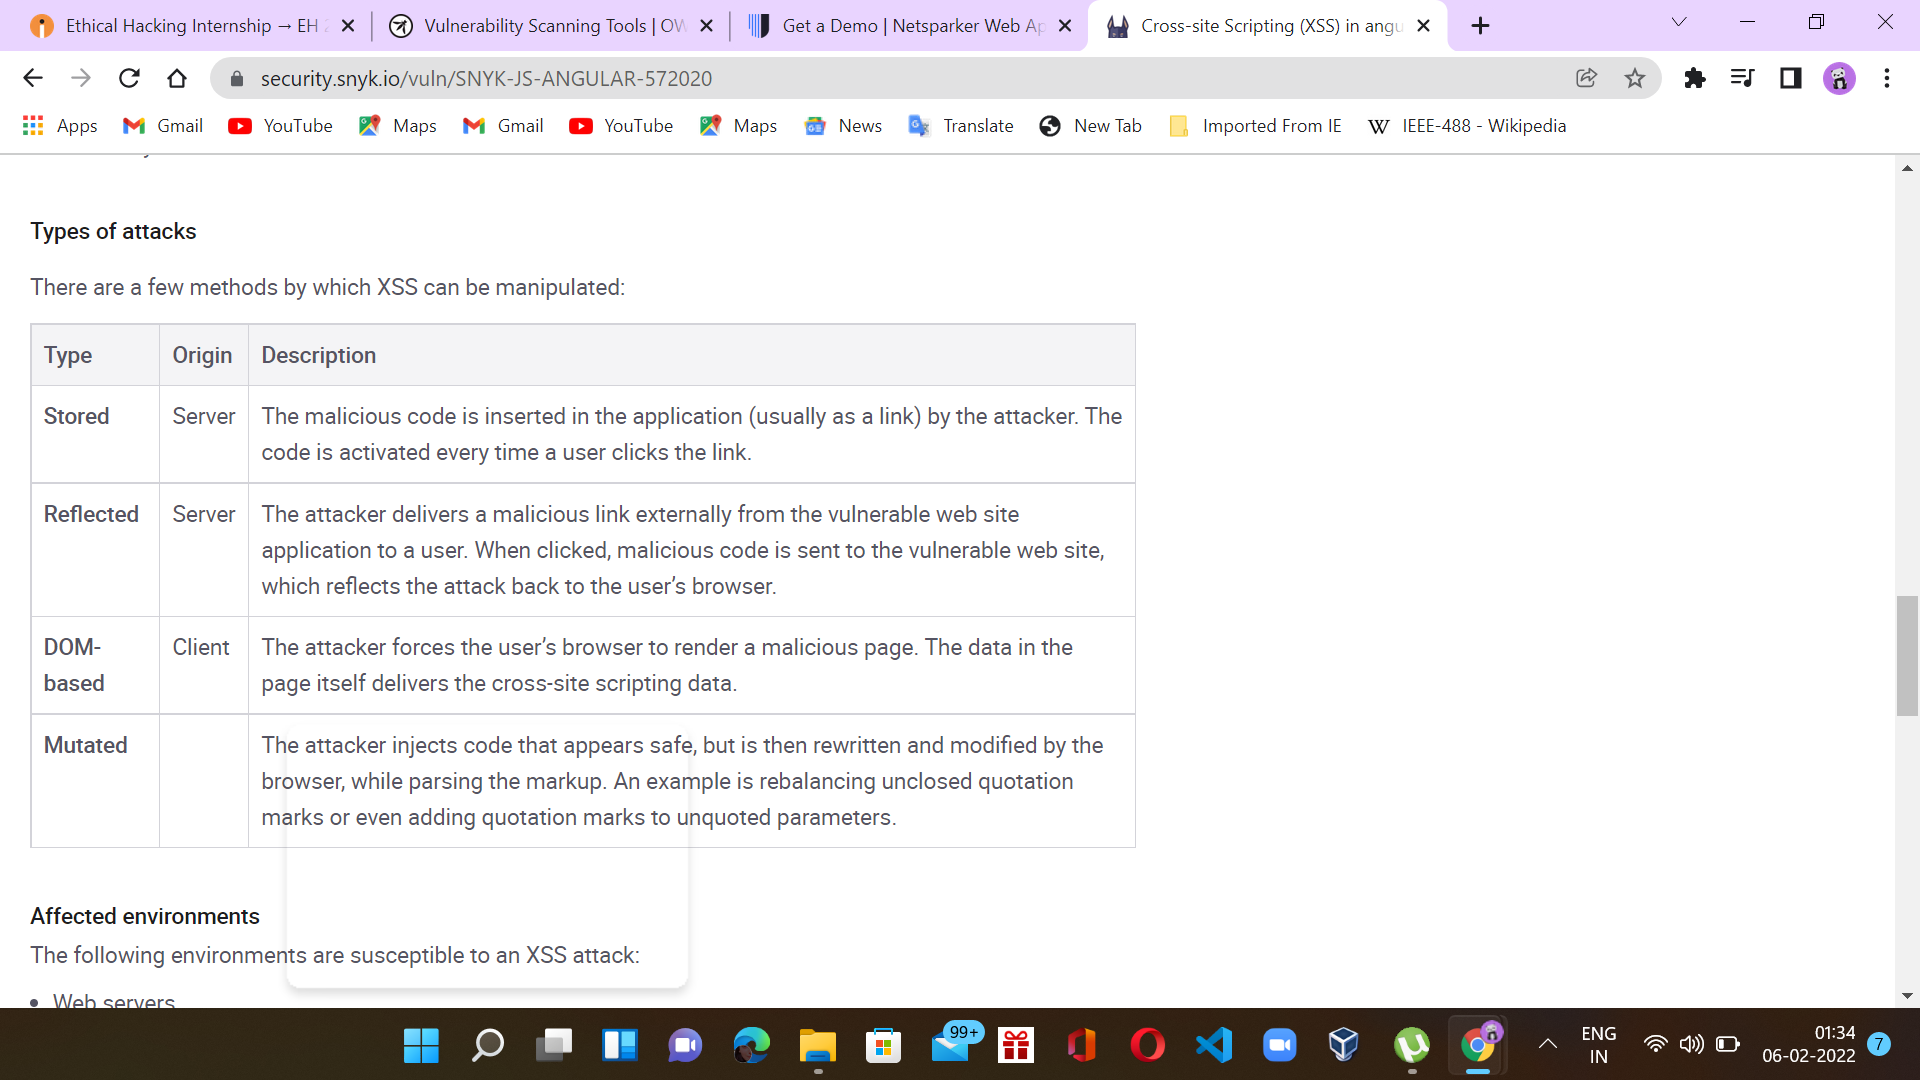 Ethical Hacking Internship → EH
Vulnerability Scanning Tools | OW
Get a Demo | Netsparker Web Ap
Cross-site Scripting (XSS) in angu
security.snyk.io/vuln/SNYK-JS-ANGULAR-572020
Apps
Gmail
YouTube
Maps
Gmail
YouTube
Maps
News
Translate
New Tab
Imported From IE
W IEEE-488 - Wikipedia
Types of attacks
There are a few methods by which XSS can be manipulated:
Type Origin Description
Stored Server The malicious code is inserted in the application (usually as a link) by the attacker. The
code is activated every time a user clicks the link.
Reflected Server The attacker delivers a malicious link externally from the vulnerable web site
application to a user. When clicked, malicious code is sent to the vulnerable web site,
which reflects the attack back to the user’s browser.
DOM- Client The attacker forces the user’s browser to render a malicious page. The data in the
based page itself delivers the cross-site scripting data.
Mutated The attacker injects code that appears safe, but is then rewritten and modified by the
browser, while parsing the markup. An example is rebalancing unclosed quotation
marks or even adding quotation marks to unquoted parameters.
Affected environments
The following environments are susceptible to an XSS attack:
• Web servers
99+
ENG
IN
01:34
06-02-2022
7